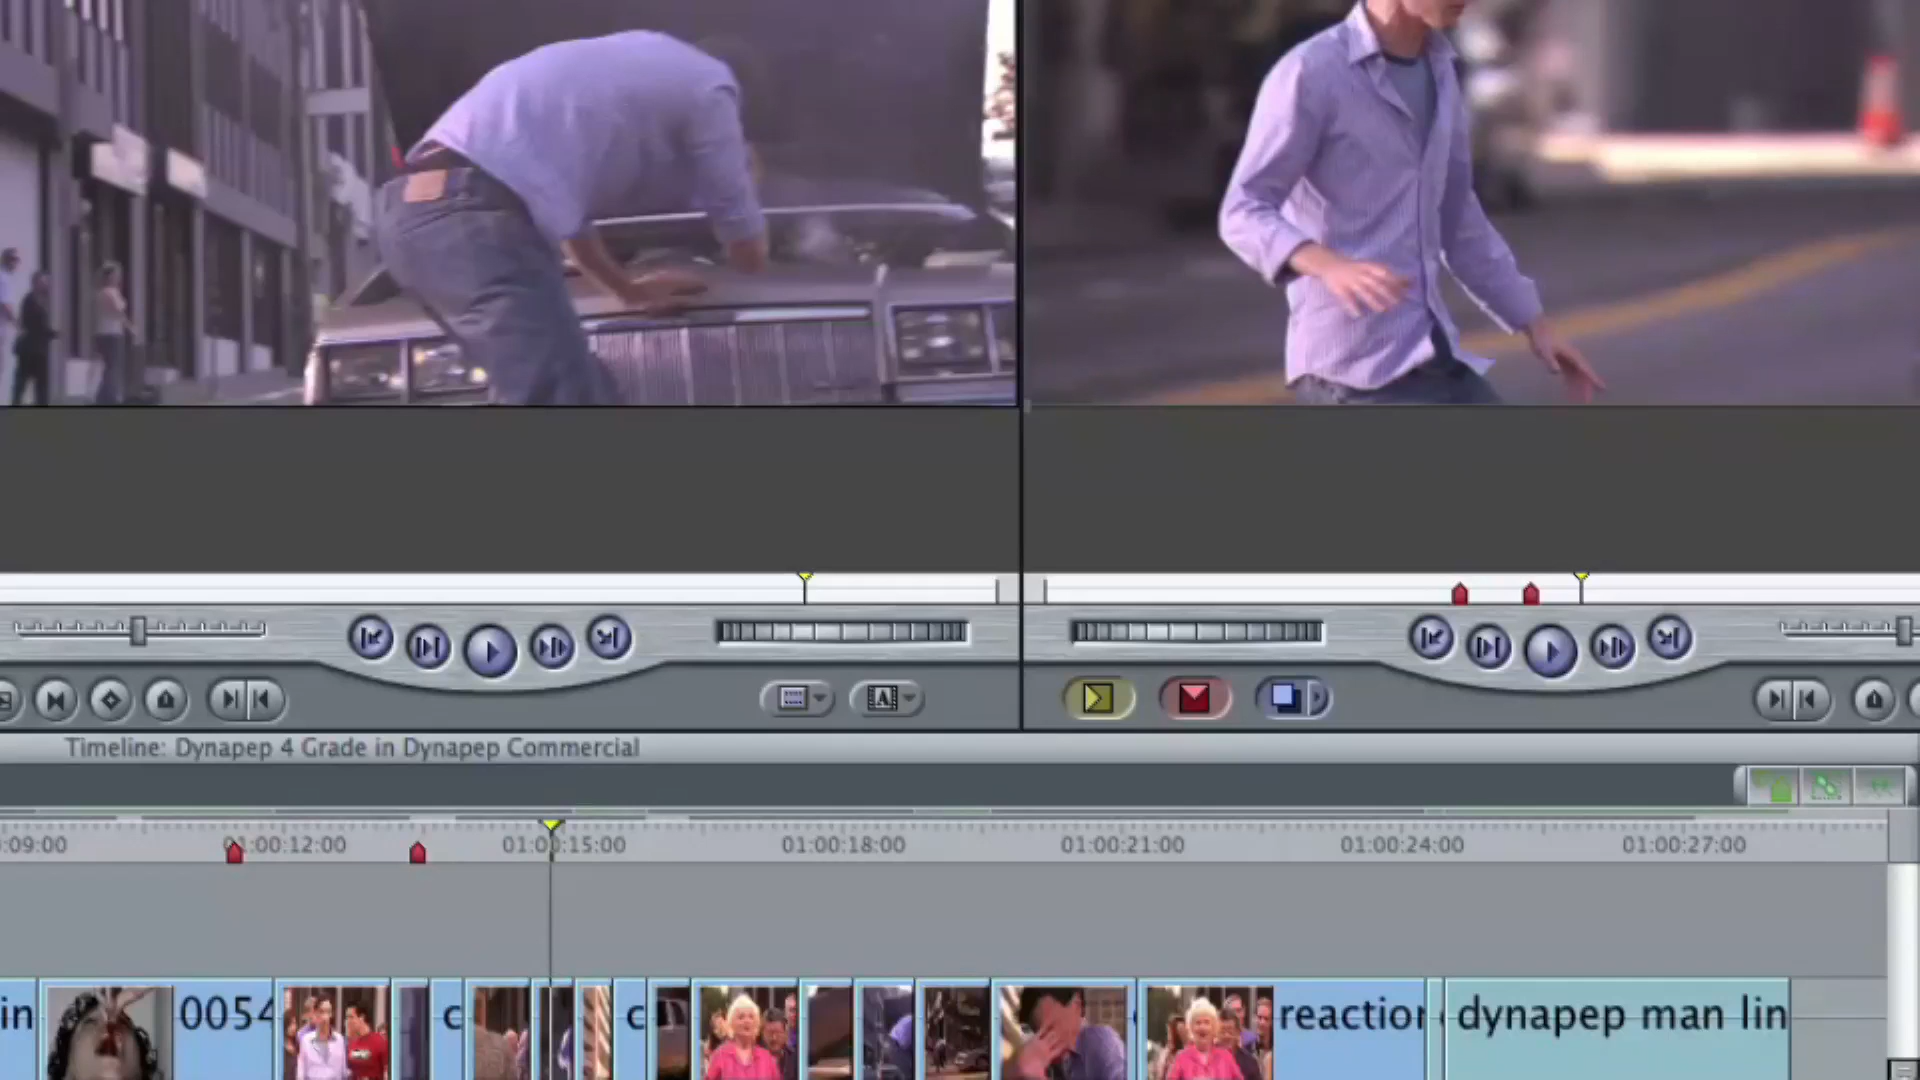 A
Timeline: Dynapep 4 Grade in Dynapep Commercial
:09:00
01:00:12:00
01:00:15:00
01:00:18:00
01:00:21:00
01:00:24:00
01:00:27:00
in
0054
c
c
reaction
dynapep man lin